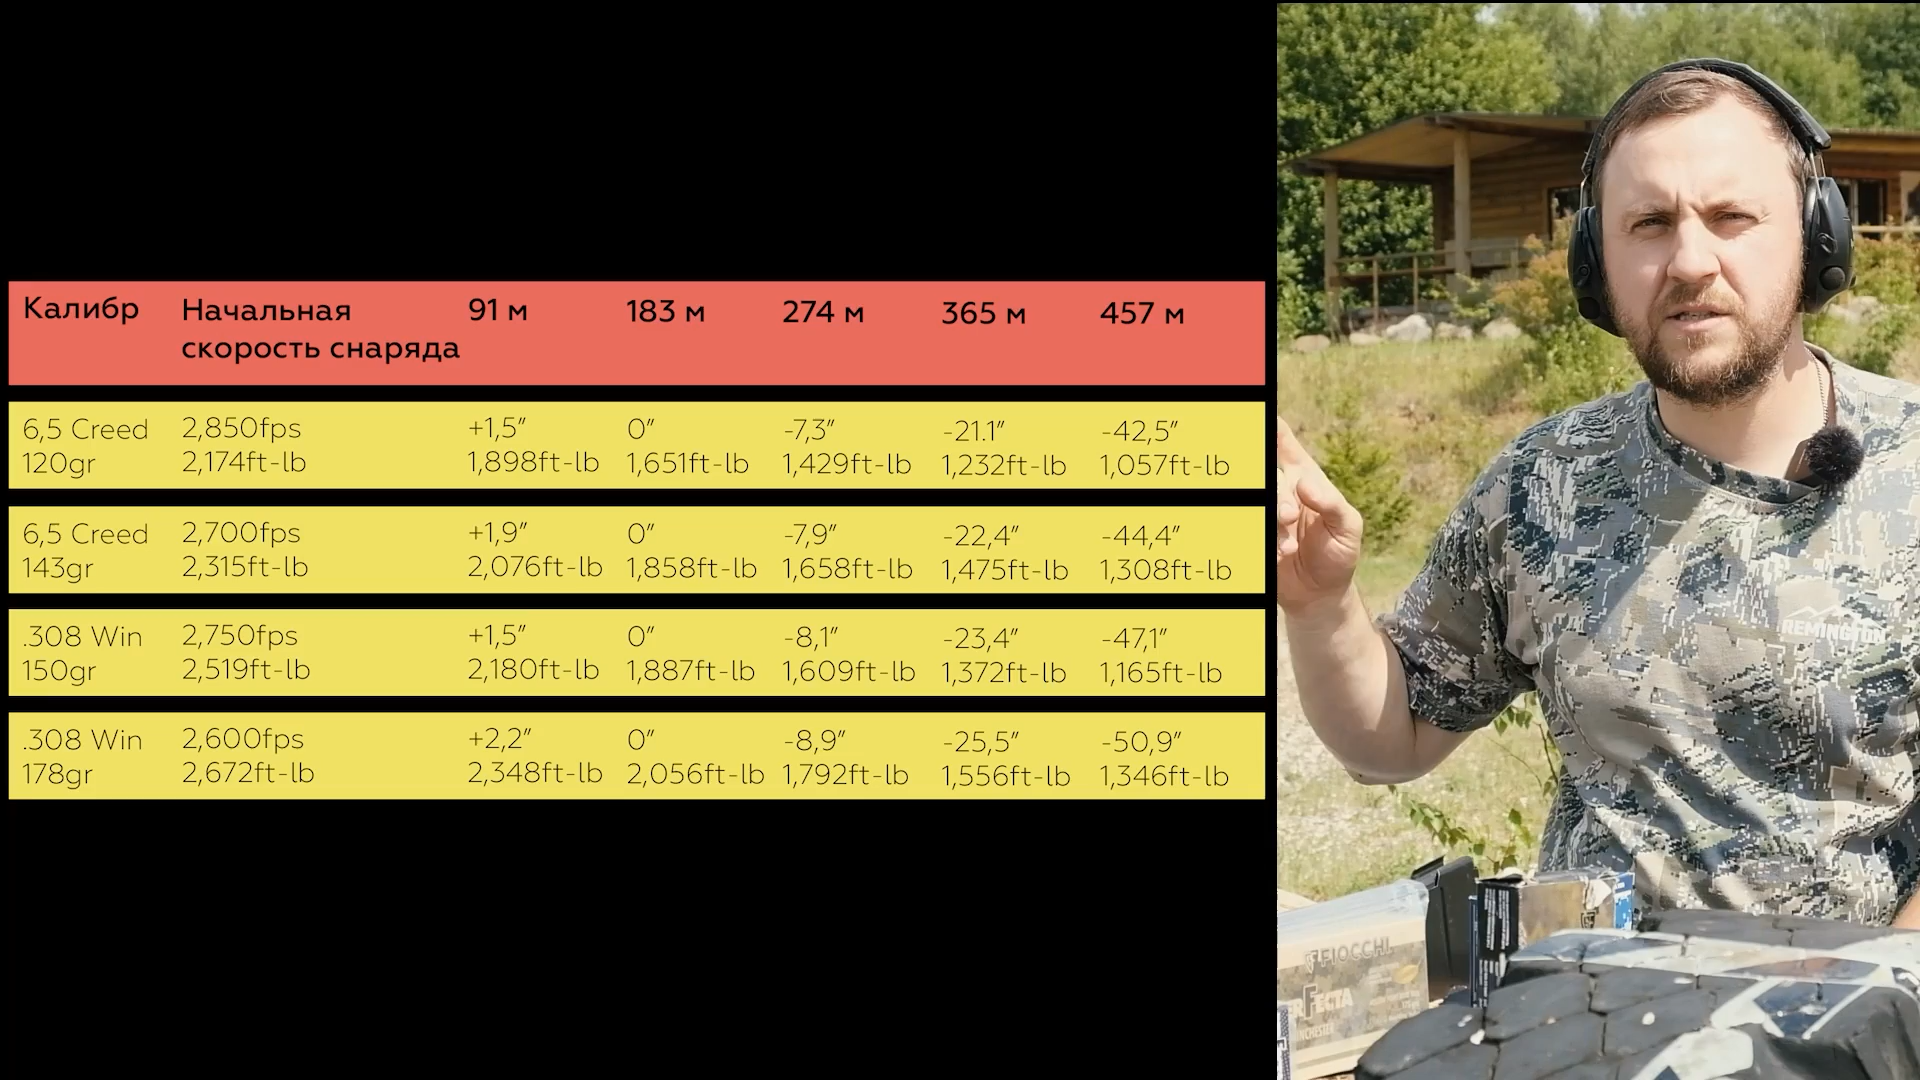 Калибр
Начальная
скорость снаряда
91 м
183 м
274 м
365 м
457 м
6,5 Creed
120gr
2,850fps
2,174ft-lb
+1,5″
1,898ft-lb
0″
1,651ft-lb
-7,3″
1,429ft-lb
-21.1″
1,232ft-lb
-42,5″
1,057ft-lb
6,5 Creed
143gr
2,700fps
2,315ft-lb
+1,9″
2,076ft-lb
0″
1,858ft-lb
-7,9″
1,658ft-lb
-22,4″
1,475ft-lb
-44,4″
1,308ft-lb
.308 Win
150gr
2,750fps
2,519ft-lb
+1,5″
2,180ft-lb
0″
1,887ft-lb
-8,1″
1,609ft-lb
-23,4″
1,372ft-lb
-47,1″
1,165ft-lb
.308 Win
178gr
2,600fps
2,672ft-lb
+2,2″
2,348ft-lb
0″
2,056ft-lb
-8,9″
1,792ft-lb
-25,5″
1,556ft-lb
-50,9″
1,346ft-lb
REMINGTON
FIOCCHI